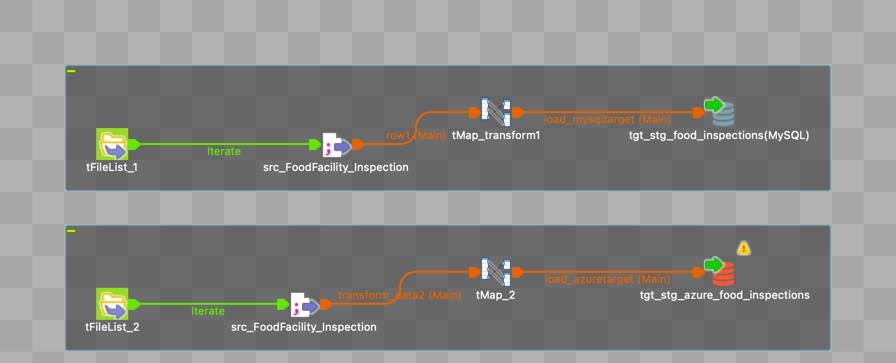 row1 (Main)
tMap_transform1
load_mysqltarget (Main)
tgt_stg_food_inspections(MySQL)
Iterate
tFileList_1
src_FoodFacility_Inspection
transform_data2 (Main)
tMap_2
load_azuretarget (Main)
tgt_stg_azure_food_inspections
Iterate
tFileList_2
src_FoodFacility_Inspection